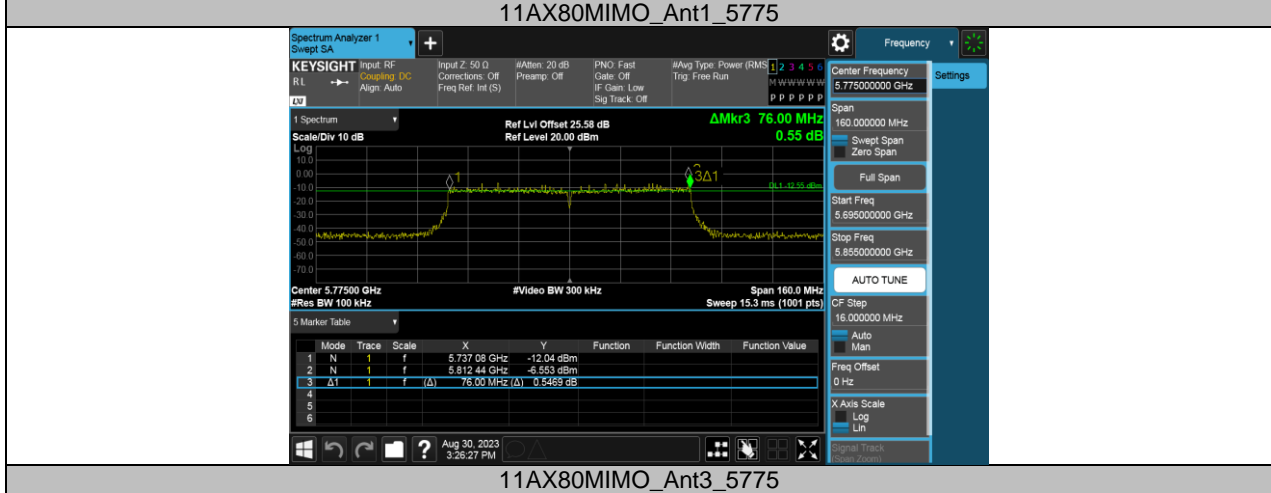 11AX80MIMO_Ant1_5775
Spectrum Analyzer 1
Swept SA
Frequency
KEYSIGHT Input: RF
RL
Coupling: DC
Align: Auto
Input Z: 50 Ω
Corrections: Off
Freq Ref: Int (S)
#Atten: 20 dB
Preamp: Off
PNO: Fast
Gate: Off
IF Gain: Low
Sig Track: Off
#Avg Type: Power (RMS
Trig: Free Run
1 2 3 4 5 6
M W W W W W
P P P P P P
LXI
Center Frequency
5.775000000 GHz
Settings
Span
160.000000 MHz
Swept Span
Zero Span
Full Span
Start Freq
5.695000000 GHz
Stop Freq
5.855000000 GHz
AUTO TUNE
CF Step
16.000000 MHz
Auto
Man
Freq Offset
0 Hz
X Axis Scale
Log
Lin
Signal Track
(Span Zoom)
1 Spectrum
Scale/Div 10 dB
Ref Lvl Offset 25.58 dB
Ref Level 20.00 dBm
ΔMkr3 76.00 MHz
0.55 dB
Log
10.0
0.00
-10.0
-20.0
-30.0
-40.0
-50.0
-60.0
-70.0
1
3Δ1
DL1 -12.55 dBm
Center 5.77500 GHz
#Res BW 100 kHz
#Video BW 300 kHz
Span 160.0 MHz
Sweep 15.3 ms (1001 pts)
5 Marker Table
Mode Trace Scale X Y Function Function Width Function Value
1 N 1 f 5.737 08 GHz -12.04 dBm
2 N 1 f 5.812 44 GHz -6.553 dBm
3 Δ1 1 f (Δ) 76.00 MHz (Δ) 0.5469 dB
4
5
6
?
Aug 30, 2023
3:26:27 PM
11AX80MIMO_Ant3_5775